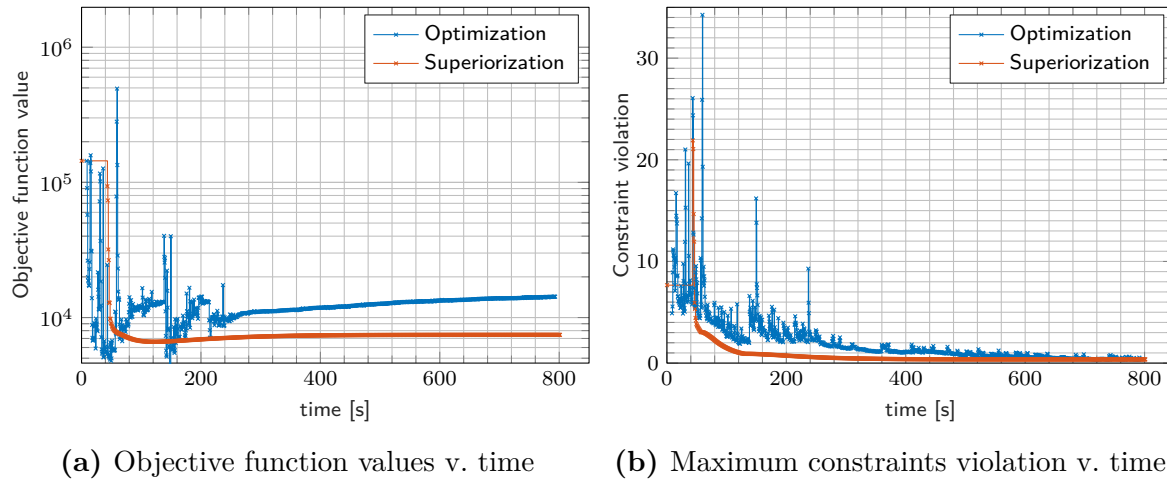 Optimization
Superiorization
10^6
10^5
10^4
Objective function value
0 200 400 600 800
time [s]
(a) Objective function values v. time
Optimization
Superiorization
30
20
10
0
Constraint violation
0 200 400 600 800
time [s]
(b) Maximum constraints violation v. time